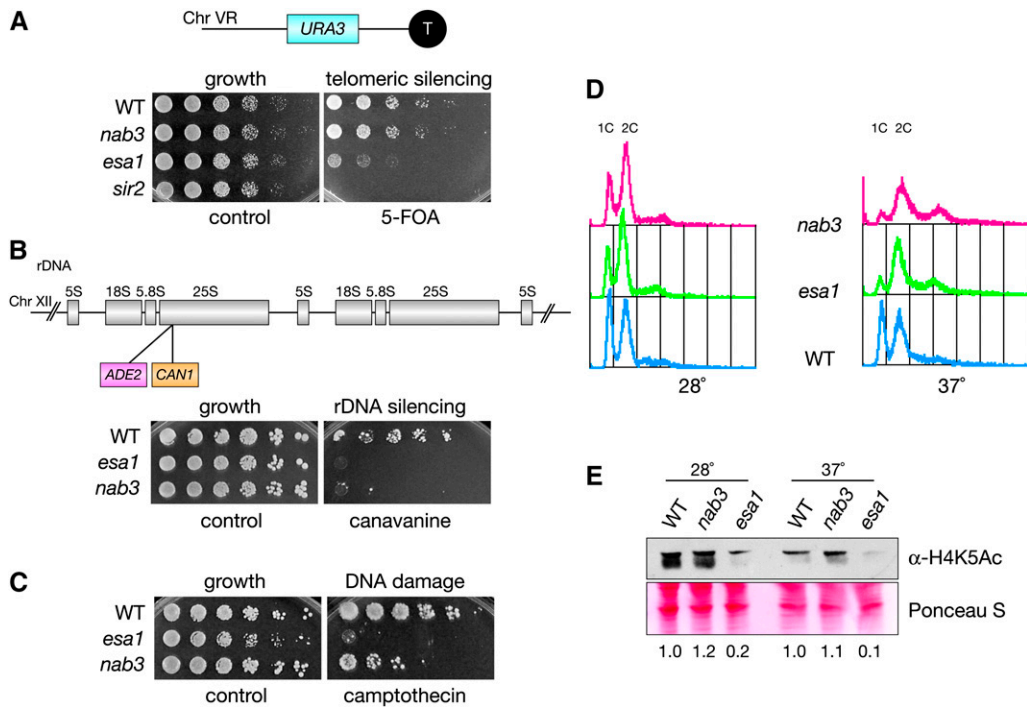 A
Chr VR
URA3
T
growth
telomeric silencing
WT
nab3
esa1
sir2
control
5-FOA
B
rDNA
Chr XII
5S
18S
5.8S
25S
5S
18S
5.8S
25S
5S
ADE2
CAN1
growth
rDNA silencing
WT
esa1
nab3
control
canavanine
C
growth
DNA damage
WT
esa1
nab3
control
camptothecin
D
1C 2C
1C 2C
nab3
esa1
WT
28°
37°
E
28°
37°
WT nab3 esa1 WT nab3 esa1
α-H4K5Ac
Ponceau S
1.0 1.2 0.2 1.0 1.1 0.1